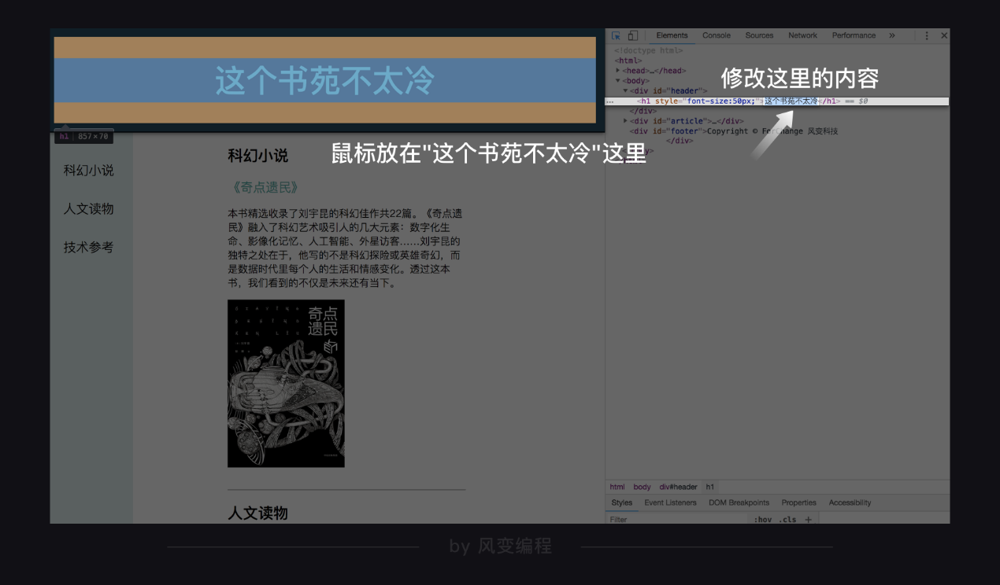 这个书苑不太冷
h1 857×70
科幻小说
人文读物
技术参考
科幻小说
《奇点遗民》
本书精选收录了刘宇昆的科幻佳作共22篇。《奇点遗
民》融入了科幻艺术吸引人的几大元素：数字化生
命、影像化记忆、人工智能、外星访客……刘宇昆的
独特之处在于，他写的不是科幻探险或英雄奇幻，而
是数据时代里每个人的生活和情感变化。透过这本
书，我们看到的不仅是未来还有当下。
奇点
遗民
人文读物
鼠标放在"这个书苑不太冷"这里
修改这里的内容
Elements Console Sources Network Performance »
<!doctype html>
<html>
<head>…</head>
<body>
<div id="header">
… <h1 style="font-size:50px;">这个书苑不太冷</h1> == $0
</div>
<div id="article">…</div>
<div id="footer">Copyright © ForChange 风变科技
</div>
html body div#header h1
Styles Event Listeners DOM Breakpoints Properties Accessibility
Filter :hov .cls +
by 风变编程